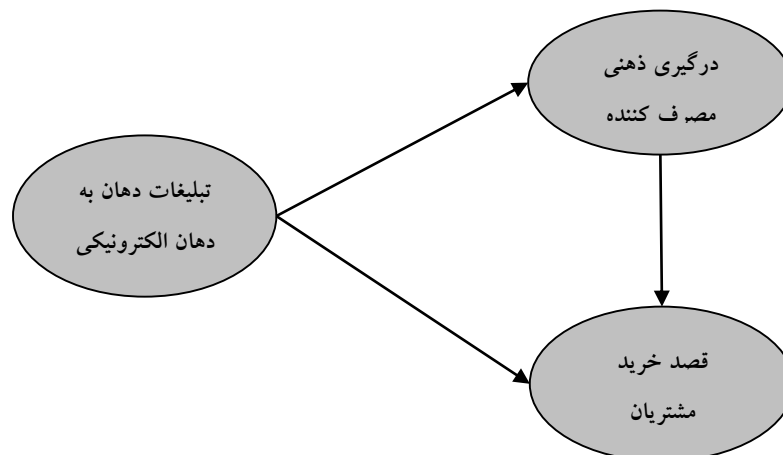 درگیری ذهنی
مصرف کننده
تبلیغات دهان به
دهان الکترونیکی
قصد خرید
مشتریان